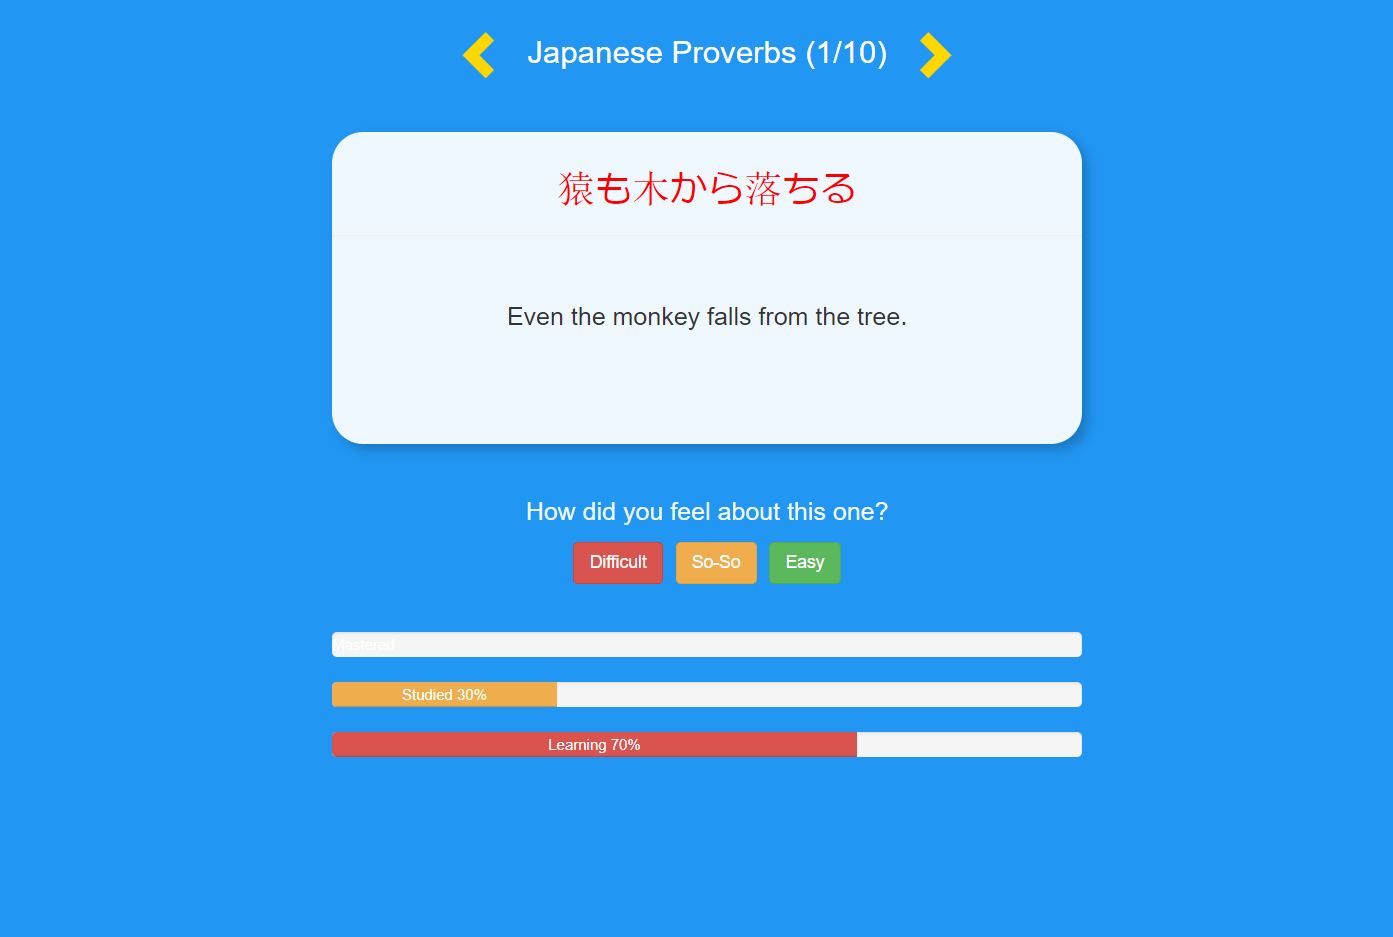 Japanese Proverbs (1/10)
猿も木から落ちる
Even the monkey falls from the tree.
How did you feel about this one?
Difficult So-So Easy
Mastered
Studied 30%
Learning 70%